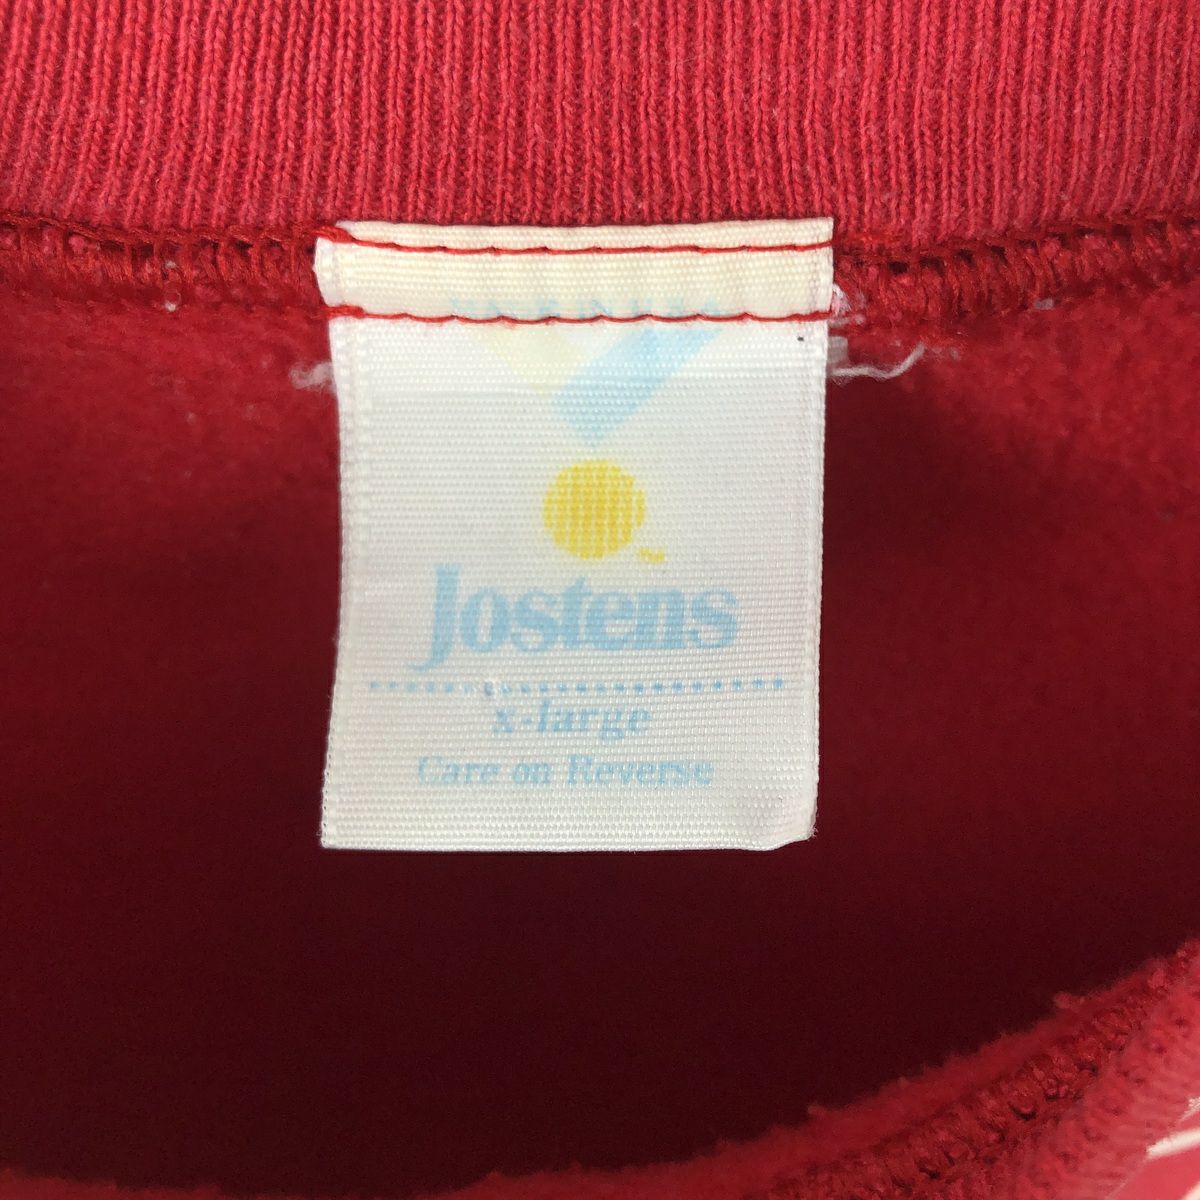 Jostens
x-large
Care on Reverse